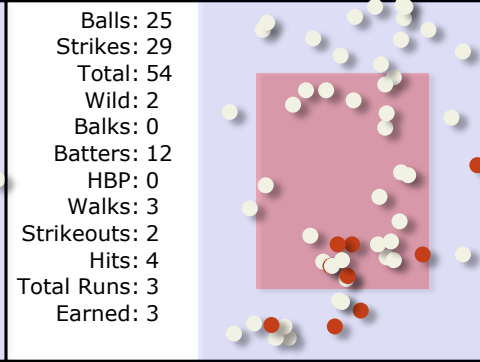 Balls: 25
Strikes: 29
Total: 54
Wild: 2
Balks: 0
Batters: 12
HBP: 0
Walks: 3
Strikeouts: 2
Hits: 4
Total Runs: 3
Earned: 3